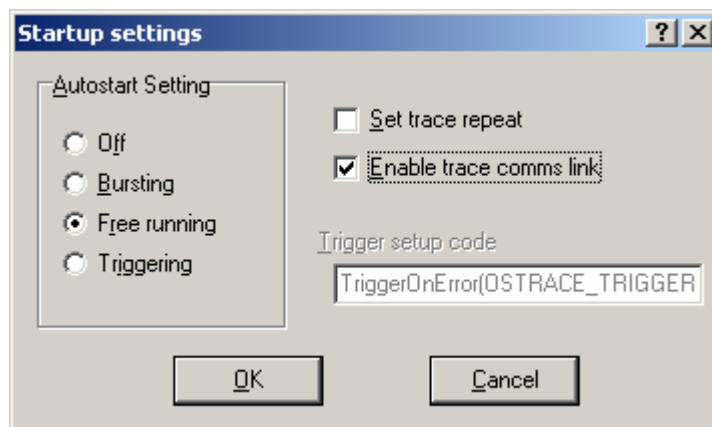 Startup settings
Autostart Setting
Off
Bursting
Free running
Triggering
Set trace repeat
Enable trace comms link
Trigger setup code
TriggerOnError(OSTRACE_TRIGGER
OK
Cancel